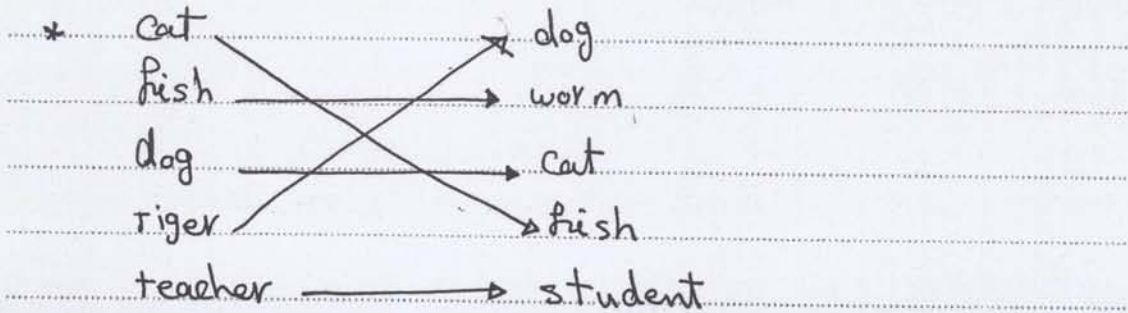 * cat dog
fish worm
dog cat
Tiger fish
teacher student